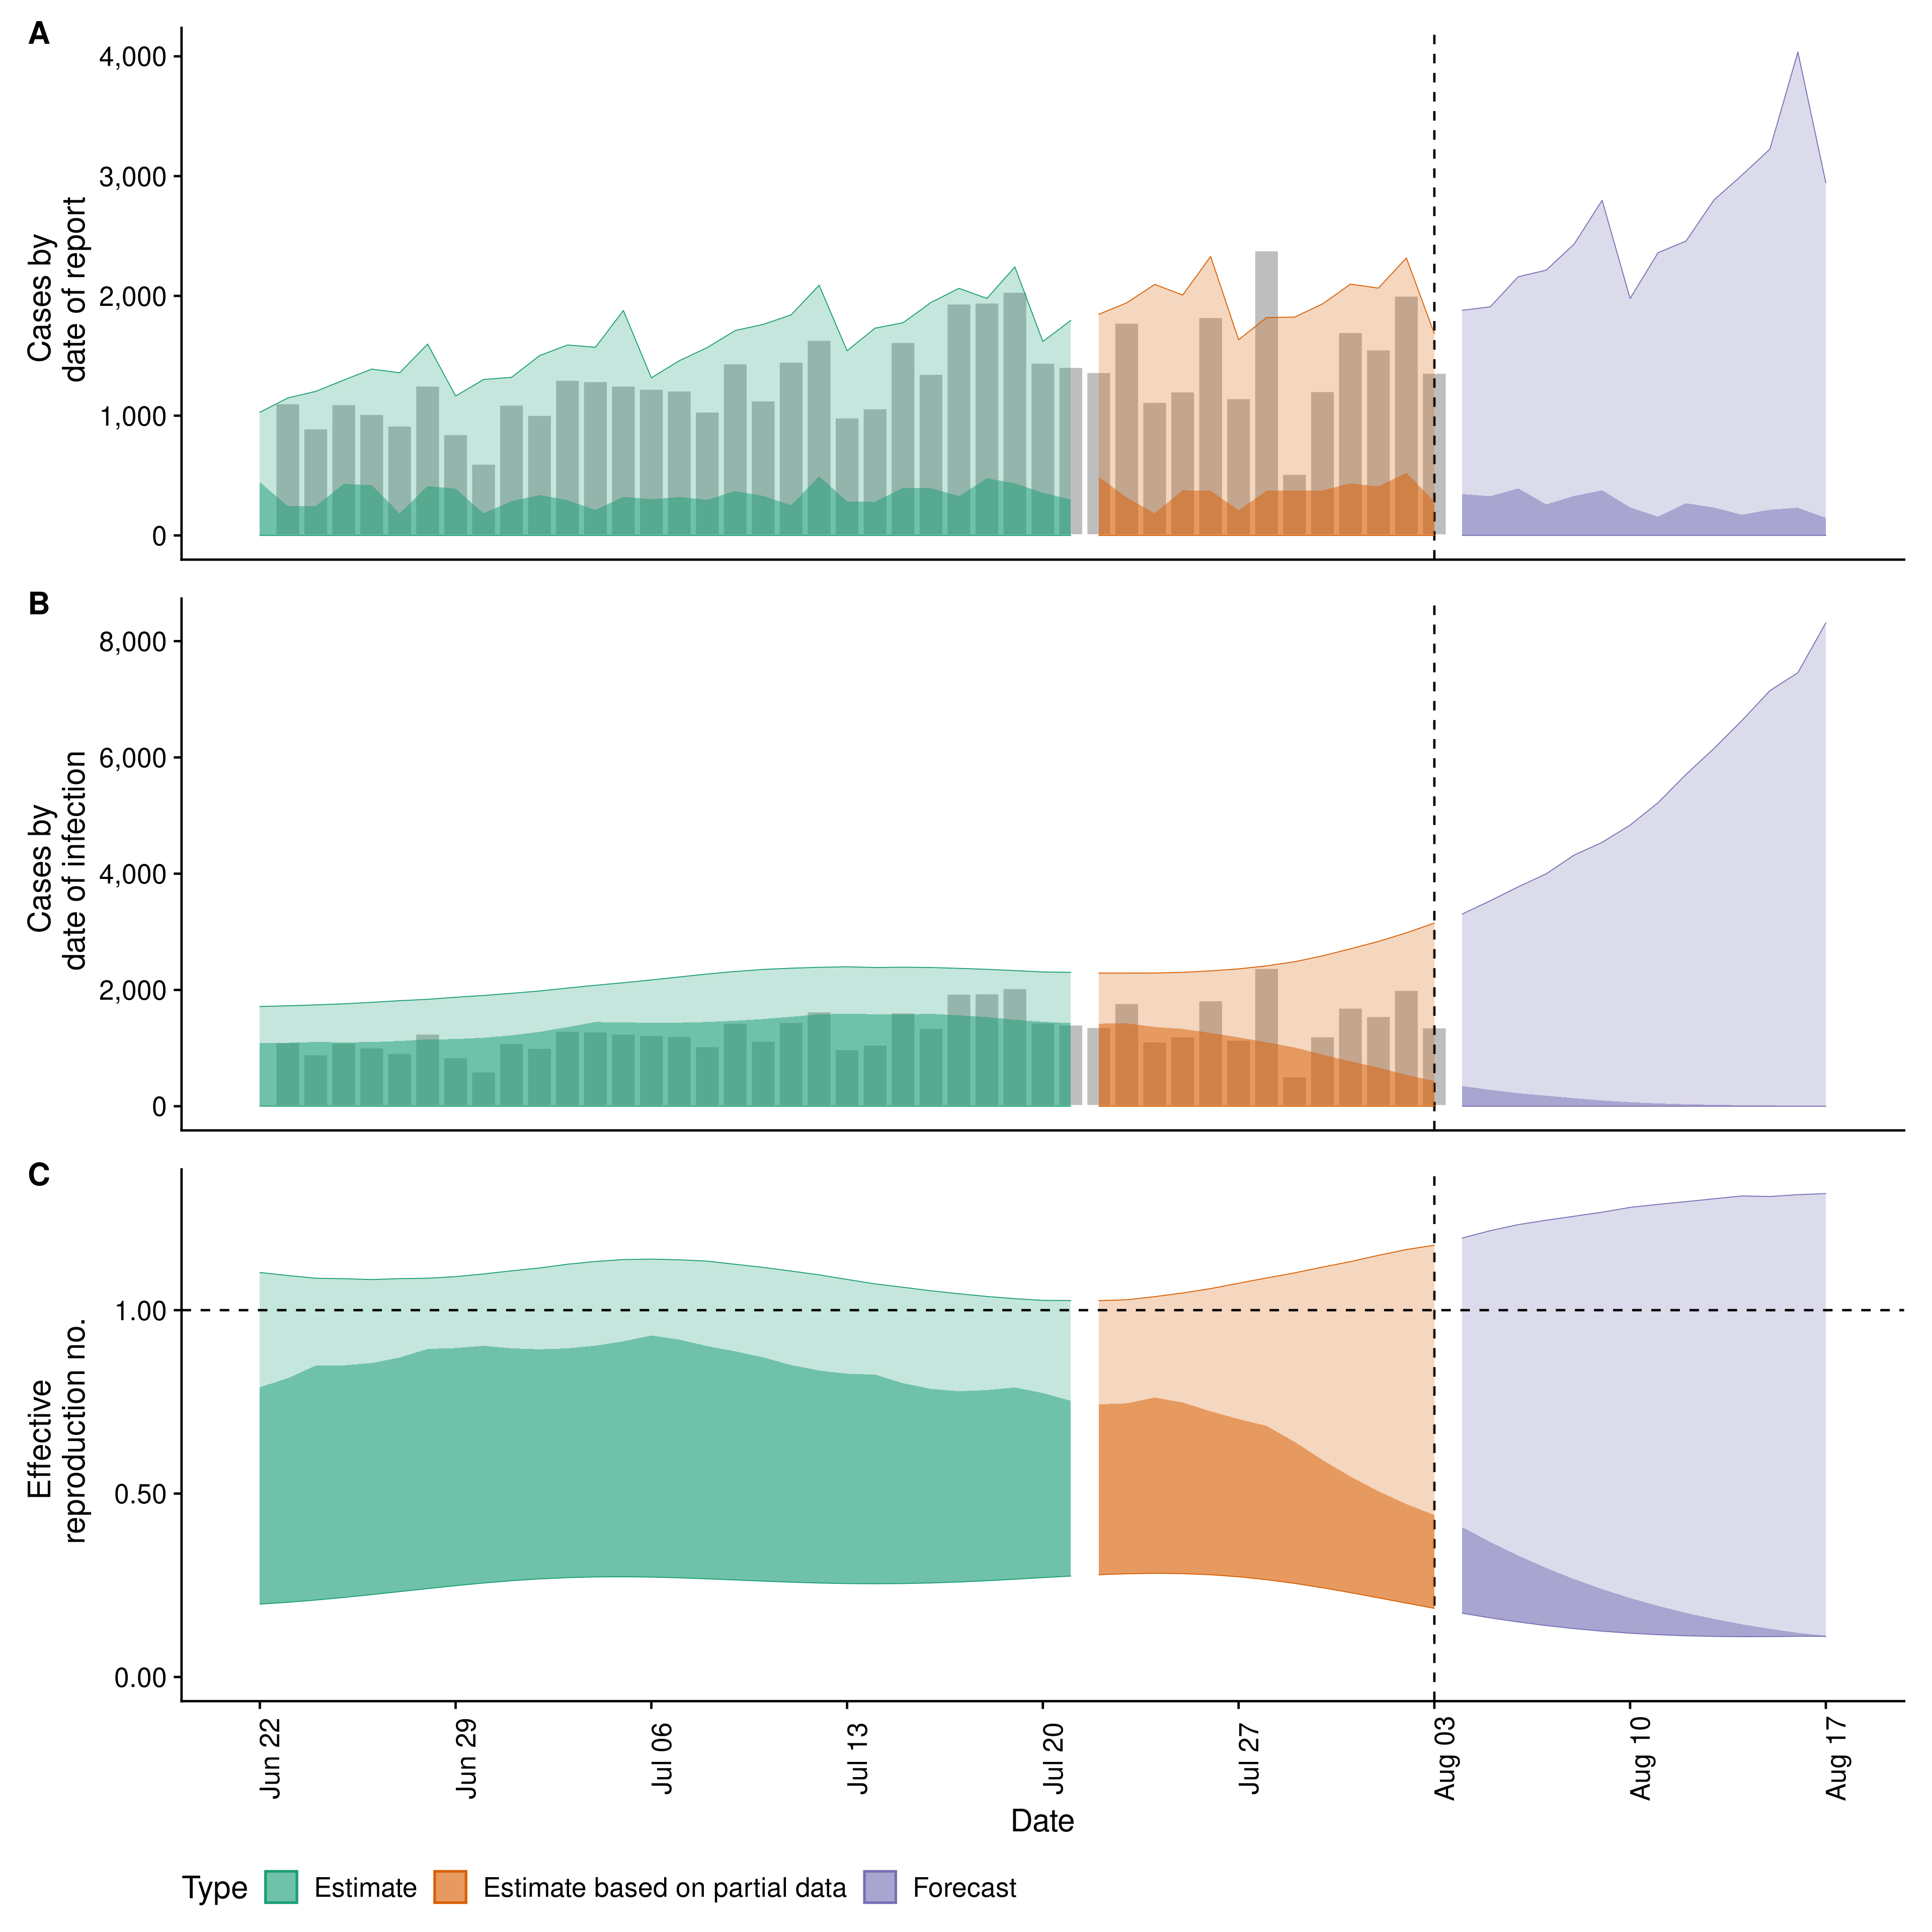 A
4,000
3,000
2,000
1,000
0
Cases by
date of report
B
8,000
6,000
4,000
2,000
0
Cases by
date of infection
C
1.00
0.50
0.00
Effective
reproduction no.
Jun 22
Jun 29
Jul 06
Jul 13
Jul 20
Jul 27
Aug 03
Aug 10
Aug 17
Date
Type Estimate Estimate based on partial data Forecast